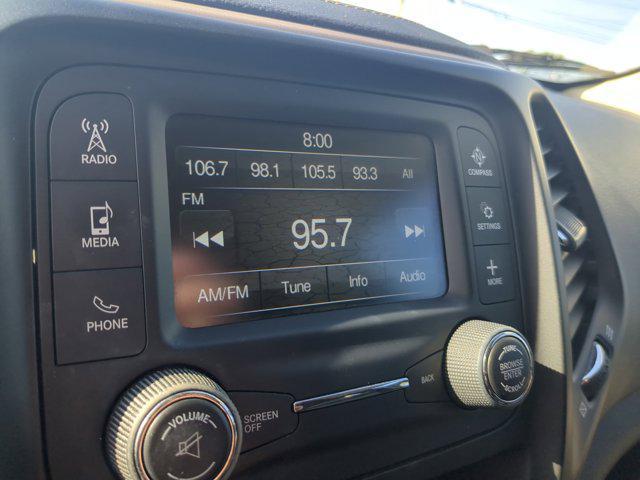 8:00
106.7 98.1 105.5 93.3 All
FM
95.7
AM/FM Tune Info Audio
RADIO
MEDIA
PHONE
COMPASS
SETTINGS
MORE
VOLUME
SCREEN
OFF
BACK
TUNE
BROWSE
ENTER
SCROLL